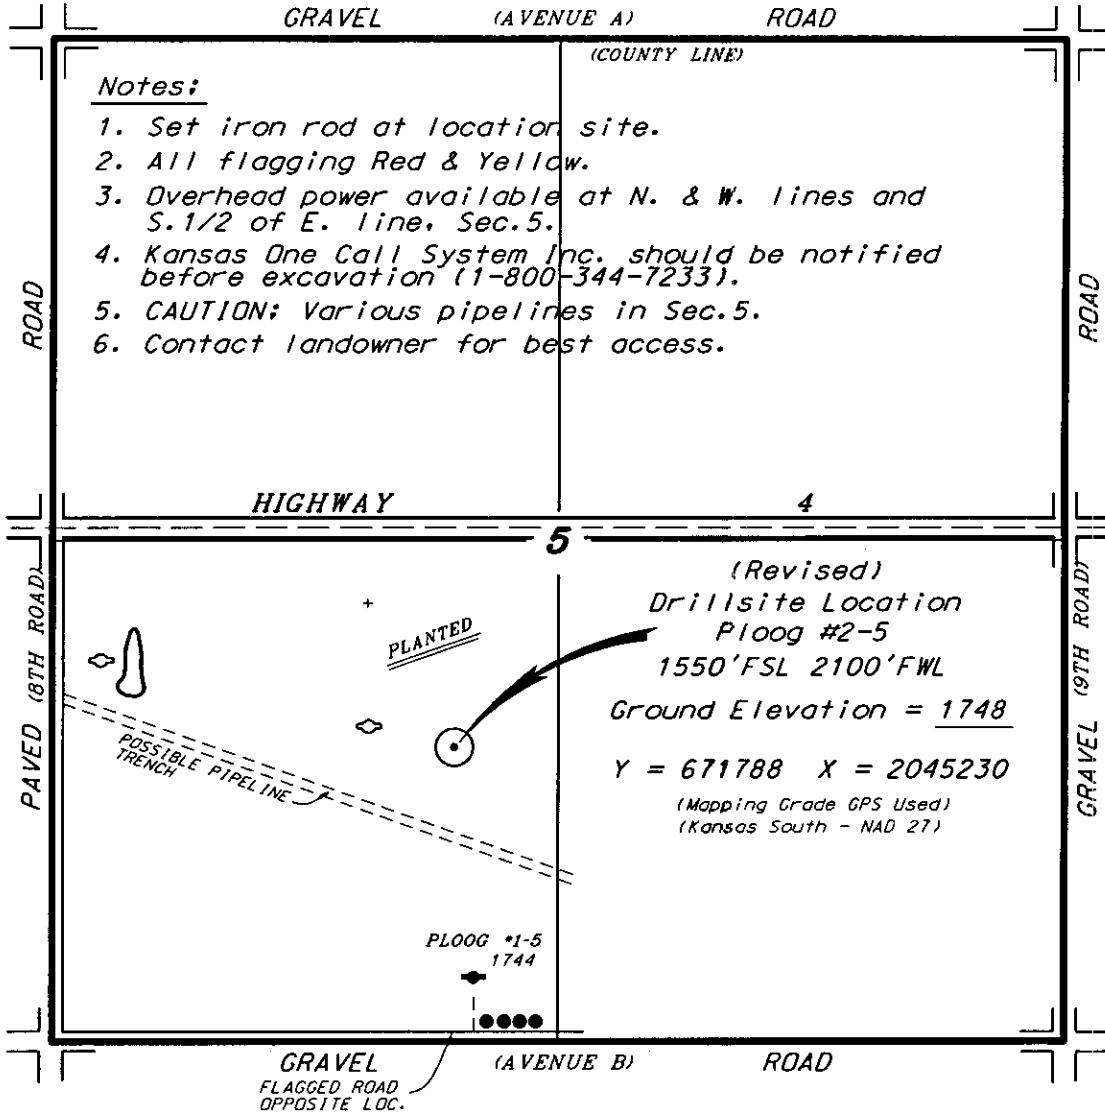 GRAVEL (AVENUE A) ROAD
(COUNTY LINE)
Notes:
1. Set iron rod at location site.
2. All flagging Red & Yellow.
3. Overhead power available at N. & W. lines and
S.1/2 of E. line, Sec.5.
4. Kansas One Call System Inc. should be notified
before excavation (1-800-344-7233).
5. CAUTION: Various pipelines in Sec.5.
6. Contact landowner for best access.
ROAD
ROAD
HIGHWAY 4
5
(Revised)
Drillsite Location
Ploog #2-5
1550'FSL 2100'FWL
Ground Elevation = 1748
Y = 671788 X = 2045230
(Mapping Grade GPS Used)
(Kansas South - NAD 27)
PLANTED
PAVED (8TH ROAD)
GRAVEL (9TH ROAD)
POSSIBLE PIPELINE
TRENCH
PLOOG #1-5
1744
GRAVEL (AVENUE B) ROAD
FLAGGED ROAD
OPPOSITE LOC.